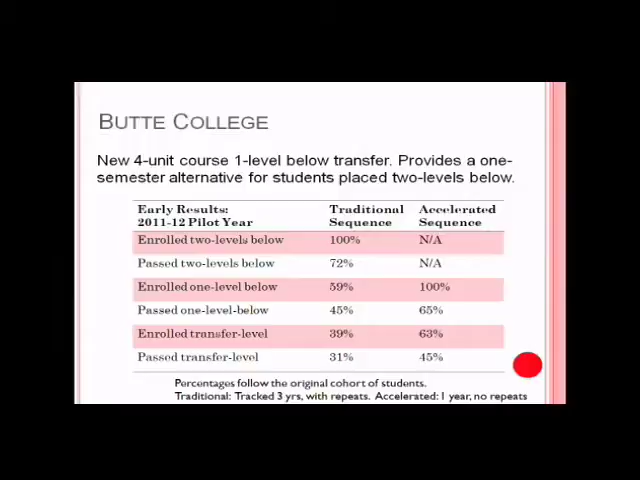 BUTTE COLLEGE
New 4-unit course 1-level below transfer. Provides a one-
semester alternative for students placed two-levels below.
Early Results: Traditional Accelerated
2011-12 Pilot Year Sequence Sequence
Enrolled two-levels below 100% N/A
Passed two-levels below 72% N/A
Enrolled one-level below 59% 100%
Passed one-level-below 45% 65%
Enrolled transfer-level 39% 63%
Passed transfer-level 31% 45%
Percentages follow the original cohort of students.
Traditional: Tracked 3 yrs, with repeats. Accelerated: 1 year, no repeats